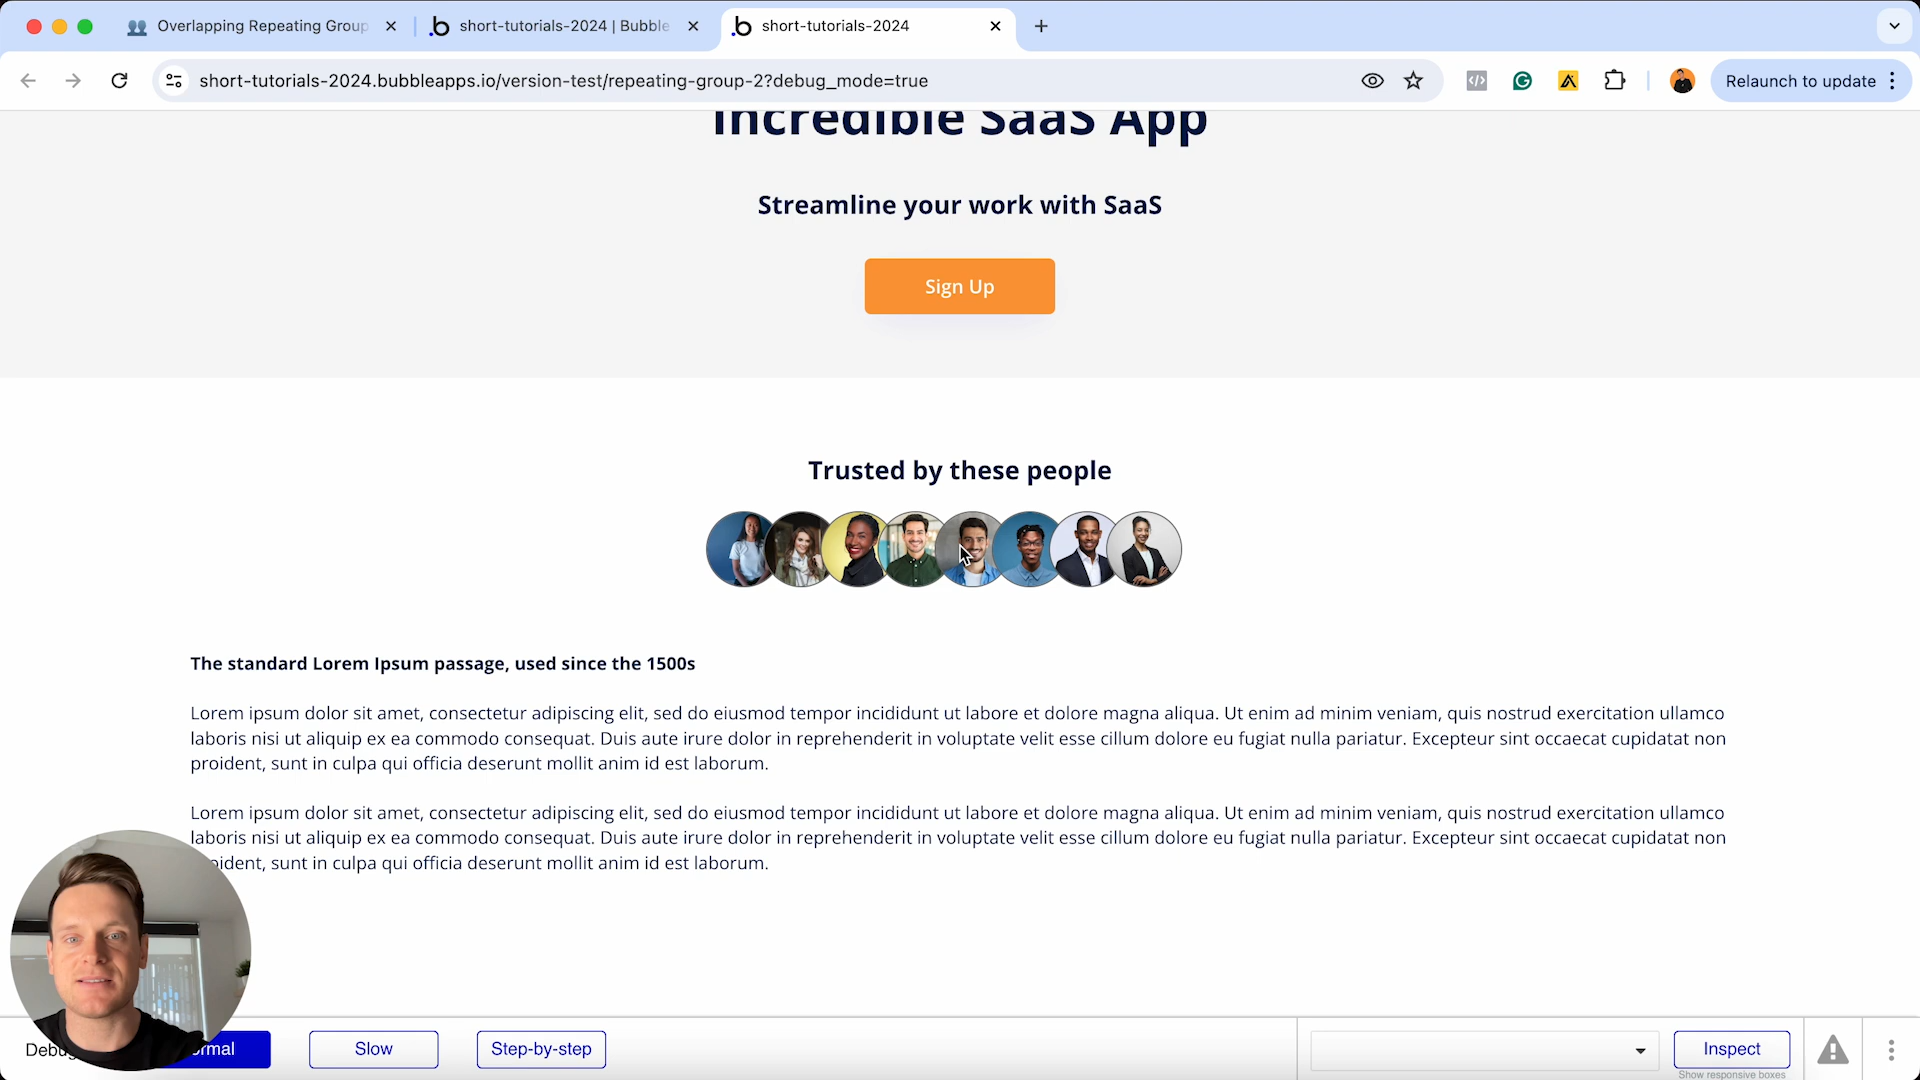 Overlapping Repeating Group
short-tutorials-2024 | Bubble
short-tutorials-2024
short-tutorials-2024.bubbleapps.io/version-test/repeating-group-2?debug_mode=true
Relaunch to update
Incredible SaaS App
Streamline your work with SaaS
Sign Up
Trusted by these people
The standard Lorem Ipsum passage, used since the 1500s
Lorem ipsum dolor sit amet, consectetur adipiscing elit, sed do eiusmod tempor incididunt ut labore et dolore magna aliqua. Ut enim ad minim veniam, quis nostrud exercitation ullamco
laboris nisi ut aliquip ex ea commodo consequat. Duis aute irure dolor in reprehenderit in voluptate velit esse cillum dolore eu fugiat nulla pariatur. Excepteur sint occaecat cupidatat non
proident, sunt in culpa qui officia deserunt mollit anim id est laborum.
Lorem ipsum dolor sit amet, consectetur adipiscing elit, sed do eiusmod tempor incididunt ut labore et dolore magna aliqua. Ut enim ad minim veniam, quis nostrud exercitation ullamco
laboris nisi ut aliquip ex ea commodo consequat. Duis aute irure dolor in reprehenderit in voluptate velit esse cillum dolore eu fugiat nulla pariatur. Excepteur sint occaecat cupidatat non
oident, sunt in culpa qui officia deserunt mollit anim id est laborum.
Debug
rmal
Slow
Step-by-step
Inspect
Show responsive boxes